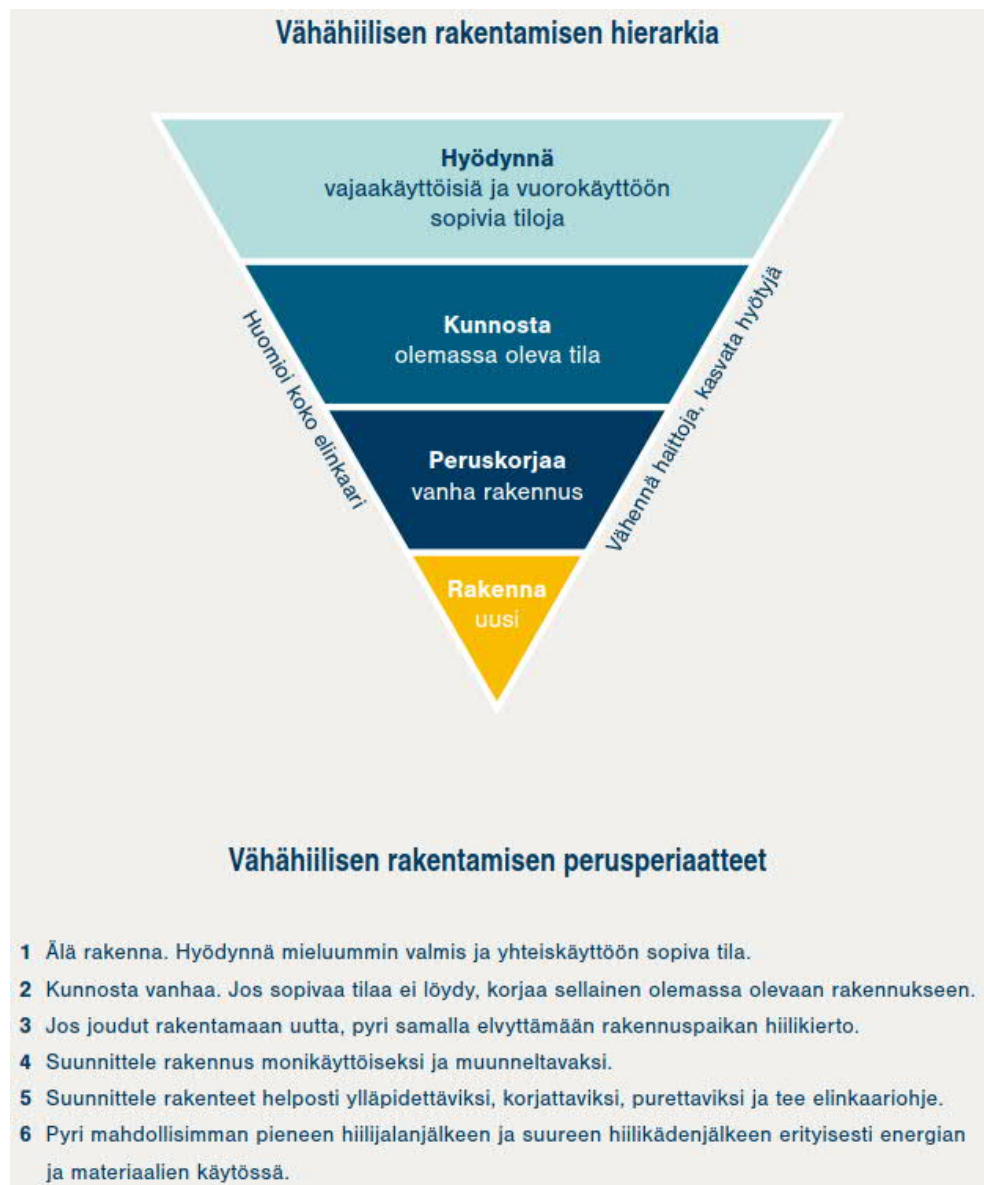 Vähähiilisen rakentamisen hierarkia
Hyödynnä
vajaakäyttöisiä ja vuorokäyttöön
sopivia tiloja
Kunnosta
olemassa oleva tila
Huomioi koko elinkaari
Vähennä haittoja, kasvata hyötyjä
Peruskorjaa
vanha rakennus
Rakenna
uusi
Vähähiilisen rakentamisen perusperiaatteet
1 Älä rakenna. Hyödynnä mieluummin valmis ja yhteiskäyttöön sopiva tila.
2 Kunnosta vanhaa. Jos sopivaa tilaa ei löydy, korjaa sellainen olemassa olevaan rakennukseen.
3 Jos joudut rakentamaan uutta, pyri samalla elvyttämään rakennuspaikan hiilikierto.
4 Suunnittele rakennus monikäyttöiseksi ja muunneltavaksi.
5 Suunnittele rakenteet helposti ylläpidettäviksi, korjattaviksi, purettaviksi ja tee elinkaariohje.
6 Pyri mahdollisimman pieneen hiilijalanjälkeen ja suureen hiilikädenjälkeen erityisesti energian
ja materiaalien käytössä.